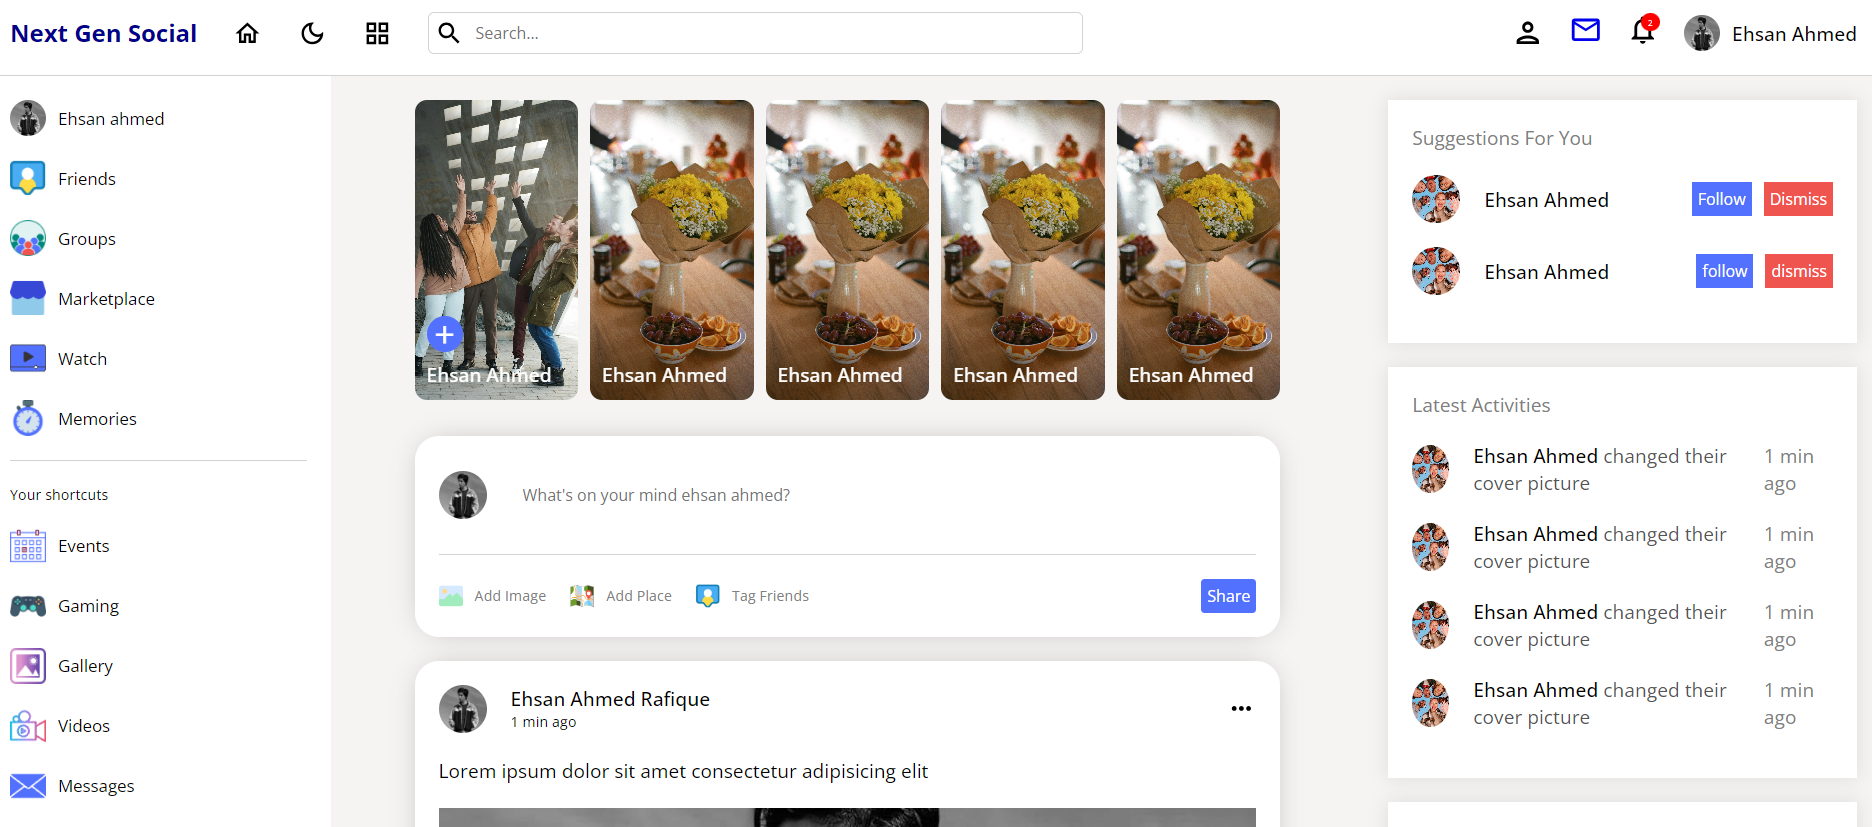 Next Gen Social
Search...
2
Ehsan Ahmed
Ehsan ahmed
Friends
Groups
Marketplace
Watch
Memories
Your shortcuts
Events
Gaming
Gallery
Videos
Messages
Ehsan Ahmed
Ehsan Ahmed
Ehsan Ahmed
Ehsan Ahmed
Ehsan Ahmed
What's on your mind ehsan ahmed?
Add Image
Add Place
Tag Friends
Share
Ehsan Ahmed Rafique
1 min ago
Lorem ipsum dolor sit amet consectetur adipisicing elit
Suggestions For You
Ehsan Ahmed
Follow
Dismiss
Ehsan Ahmed
follow
dismiss
Latest Activities
Ehsan Ahmed changed their
cover picture
1 min
ago
Ehsan Ahmed changed their
cover picture
1 min
ago
Ehsan Ahmed changed their
cover picture
1 min
ago
Ehsan Ahmed changed their
cover picture
1 min
ago